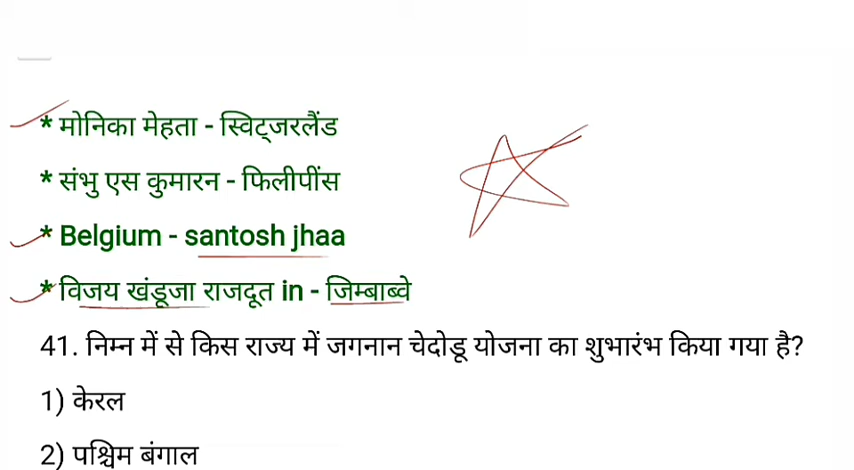 * मोनिका मेहता - स्विट्जरलैंड
* संभु एस कुमारन - फिलीपींस
* Belgium - santosh jhaa
* विजय खंडूजा राजदूत in - जिम्बाब्वे
41. निम्न में से किस राज्य में जगनान चेदोडू योजना का शुभारंभ किया गया है?
1) केरल
2) पश्चिम बंगाल